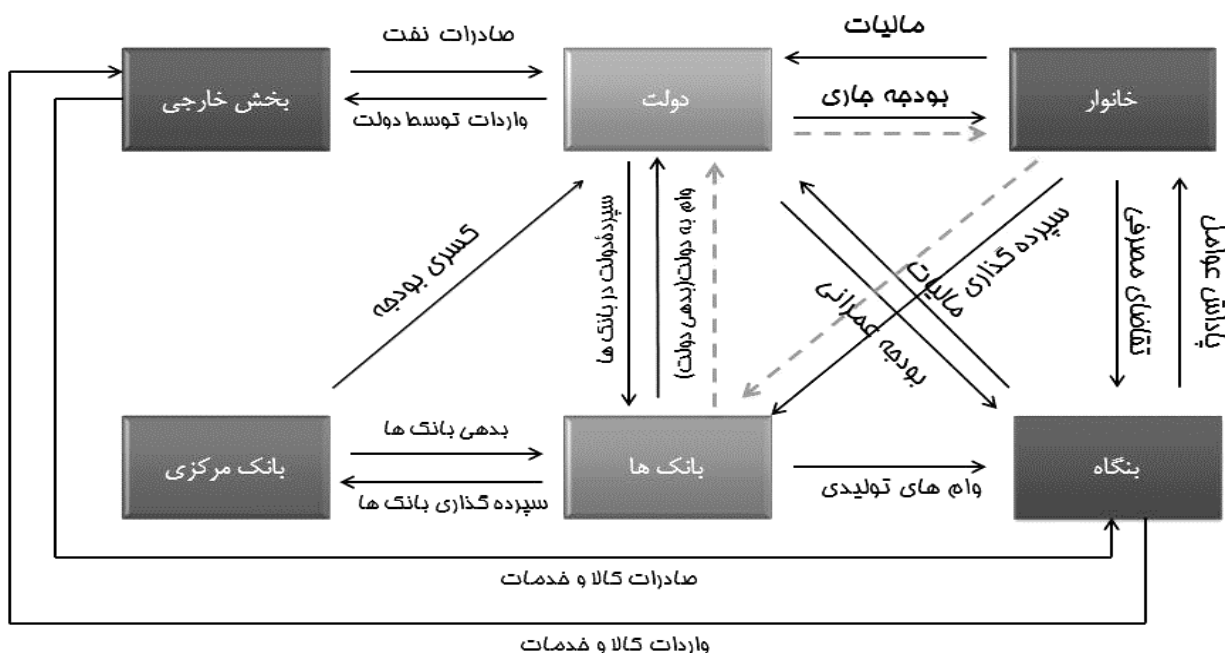 صادرات نفت
مالیات
بخش خارجی
دولت
خانوار
واردات توسط دولت
بودجه جاری
کسری بودجه
سپرده دولت در بانک ها
وام به دولت(بدهی دولت)
سپرده گذاری
مالیات
بودجه عمرانی
تقاضای مصرفی
پاداش عوامل
بانک مرکزی
بدهی بانک ها
سپرده گذاری بانک ها
بانک ها
وام های تولیدی
بنگاه
صادرات کالا و خدمات
واردات کالا و خدمات